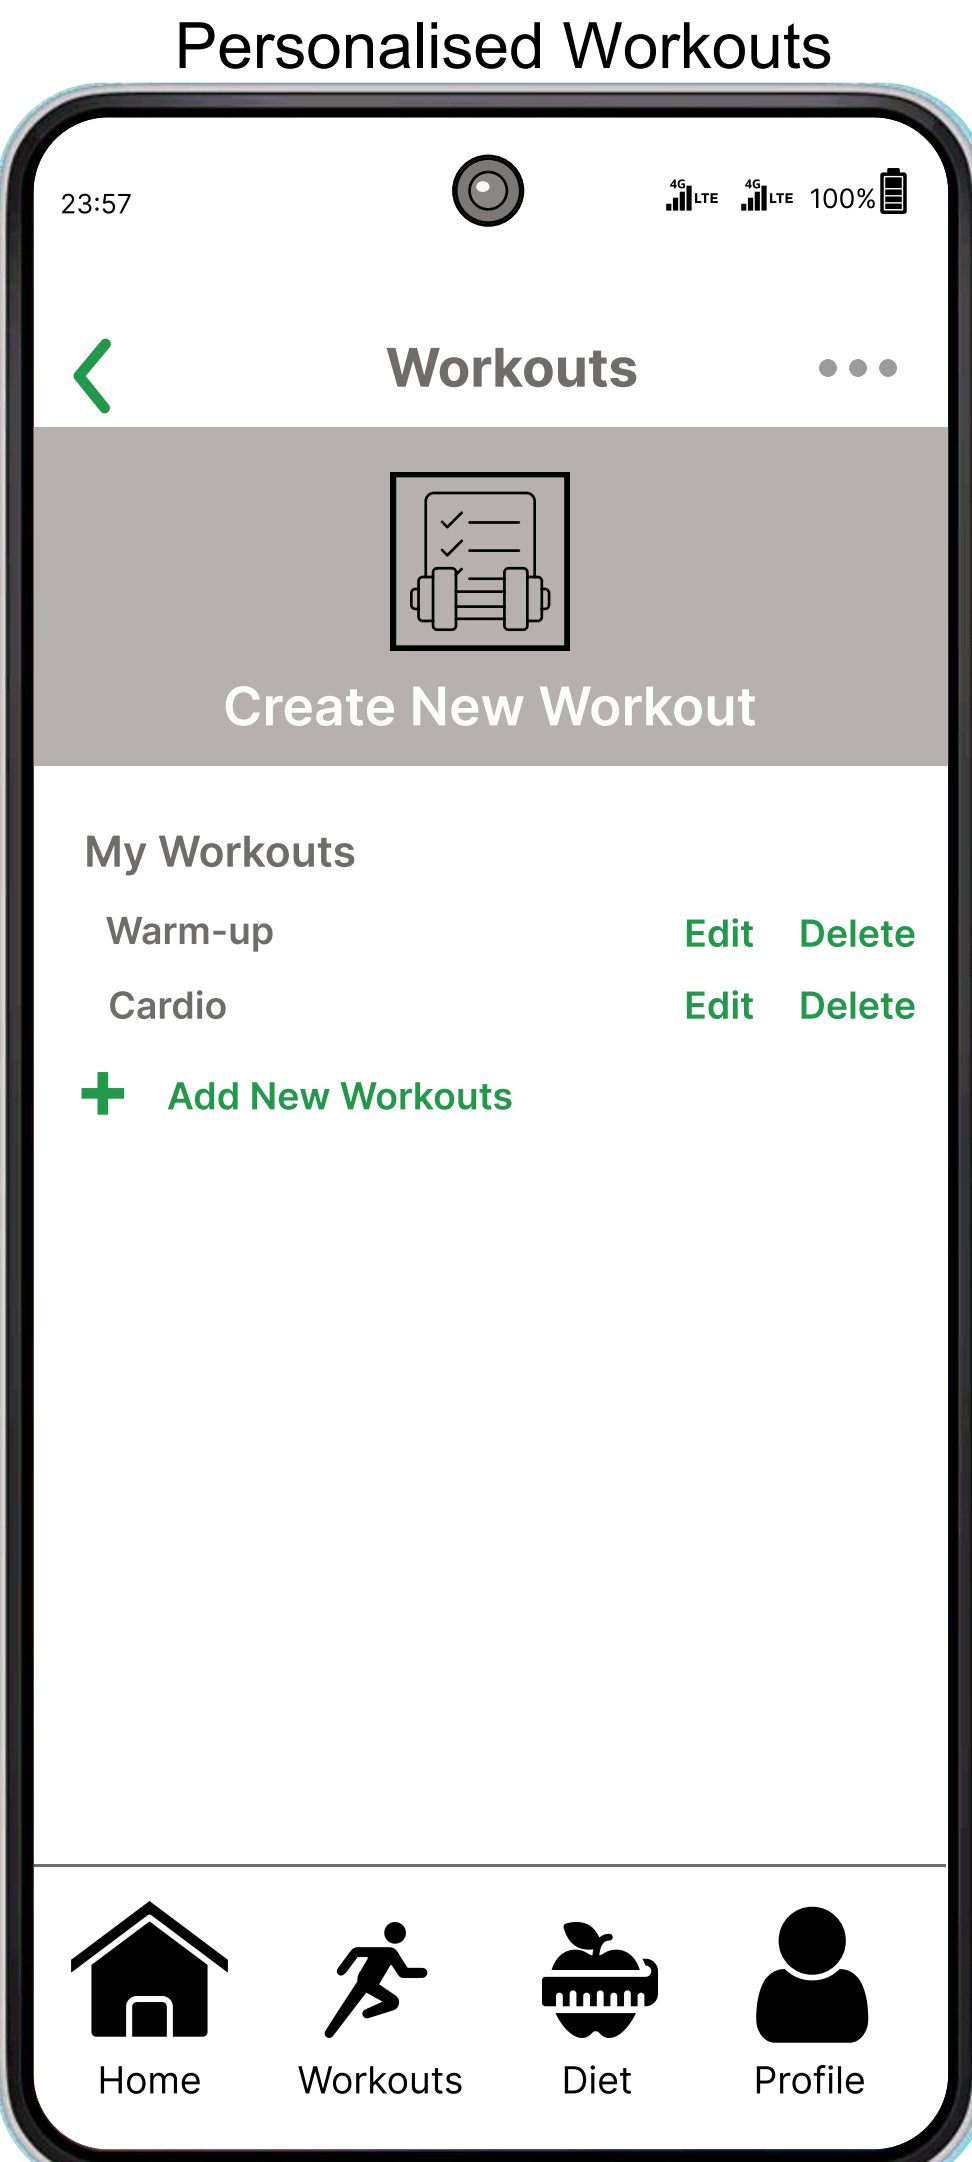 Personalised Workouts
23:57 4G LTE 4G LTE 100%
Workouts
Create New Workout
My Workouts
Warm-up Edit Delete
Cardio Edit Delete
Add New Workouts
Home Workouts Diet Profile